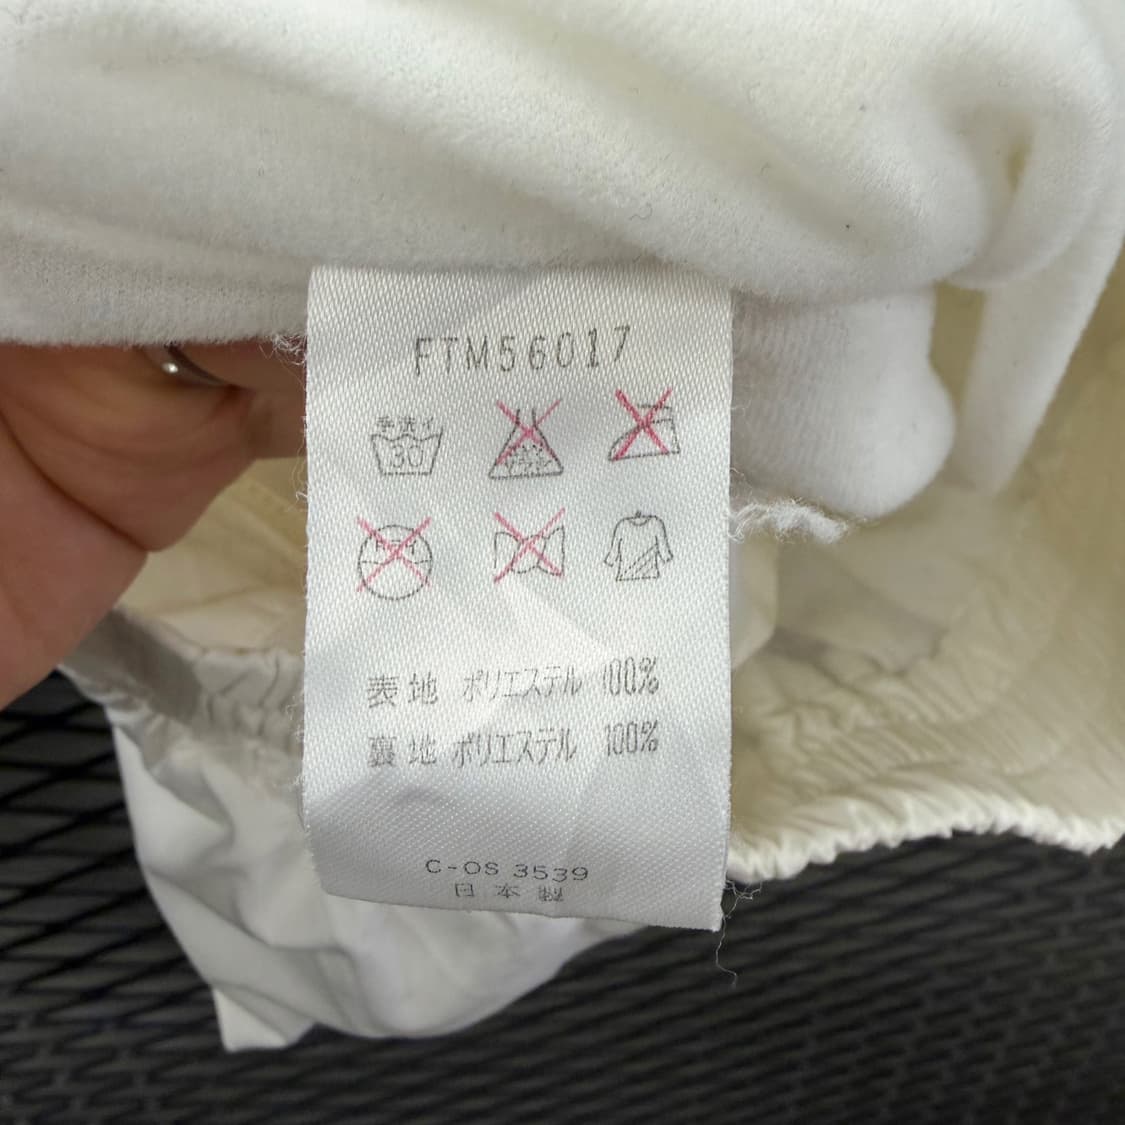 FTM56017
手洗イ
30
表地 ポリエステル 100%
裏地 ポリエステル 100%
C-OS 3539
日本製